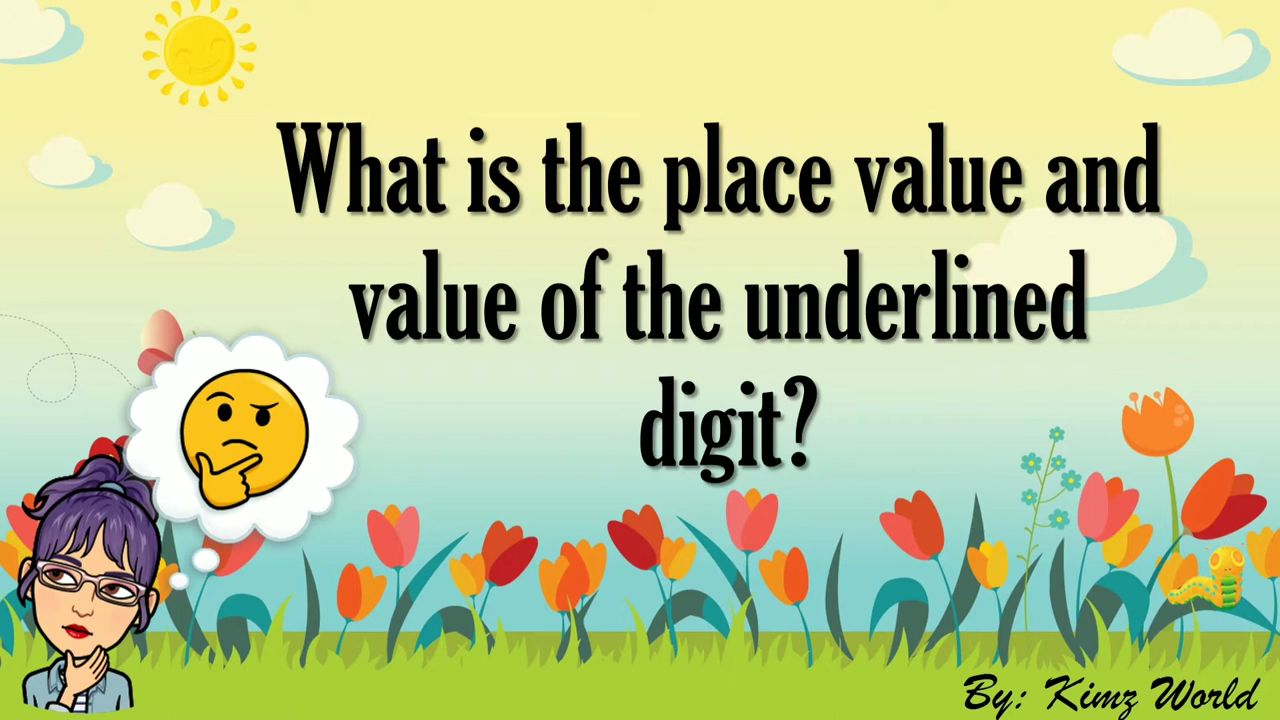 What is the place value and
value of the underlined
digit?
By: Kimz World